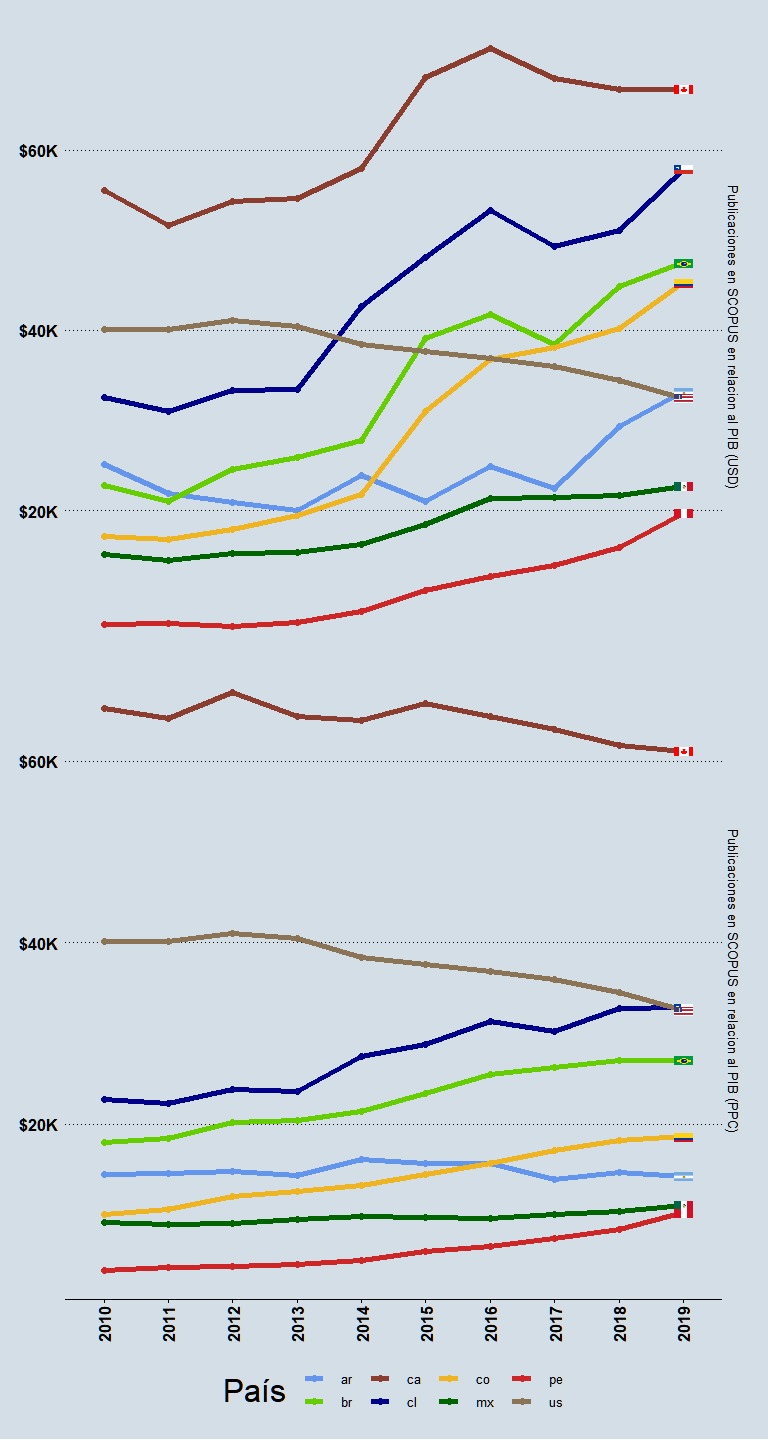 $60K
$40K
$20K
Publicaciones en SCOPUS en relacion al PIB (USD)
$60K
$40K
$20K
Publicaciones en SCOPUS en relacion al PIB (PPC)
2010 2011 2012 2013 2014 2015 2016 2017 2018 2019
País
ar ca co pe
br cl mx us